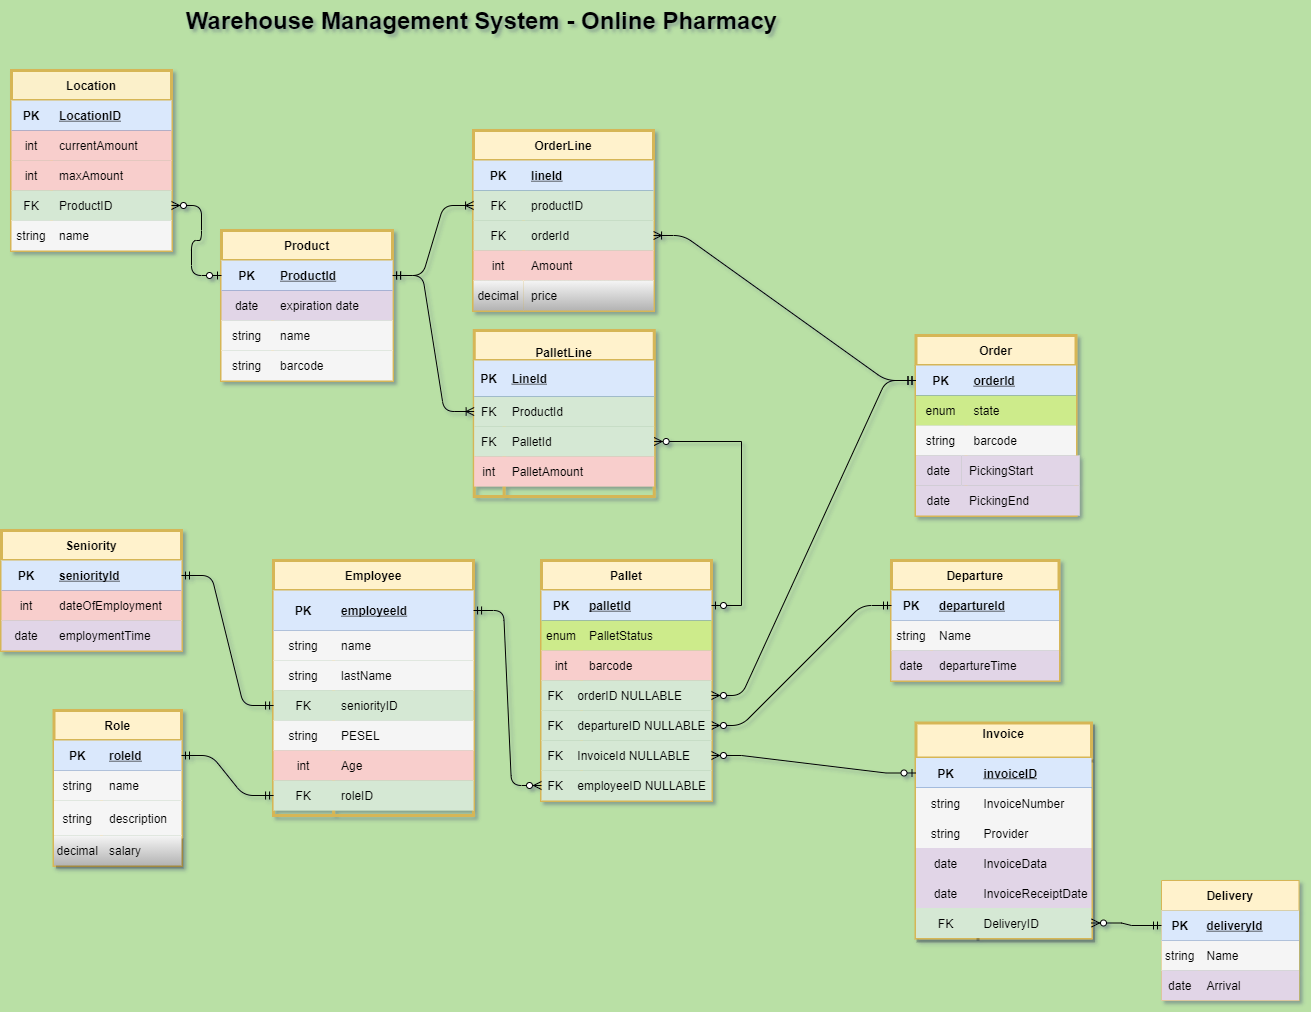 Warehouse Management System - Online Pharmacy
Location
PK LocationID
int currentAmount
int maxAmount
FK ProductID
string name
Product
PK ProductId
date expiration date
string name
string barcode
OrderLine
PK lineId
FK productID
FK orderId
int Amount
decimal price
PalletLine
PK LineId
FK ProductId
FK PalletId
int PalletAmount
Order
PK orderId
enum state
string barcode
date PickingStart
date PickingEnd
Seniority
PK seniorityId
int dateOfEmployment
date employmentTime
Role
PK roleId
string name
string description
decimal salary
Employee
PK employeeId
string name
string lastName
FK seniorityID
string PESEL
int Age
FK roleID
Pallet
PK palletId
enum PalletStatus
int barcode
FK orderID NULLABLE
FK departureID NULLABLE
FK InvoiceId NULLABLE
FK employeeID NULLABLE
Departure
PK departureId
string Name
date departureTime
Invoice
PK invoiceID
string InvoiceNumber
string Provider
date InvoiceData
date InvoiceReceiptDate
FK DeliveryID
Delivery
PK deliveryId
string Name
date Arrival